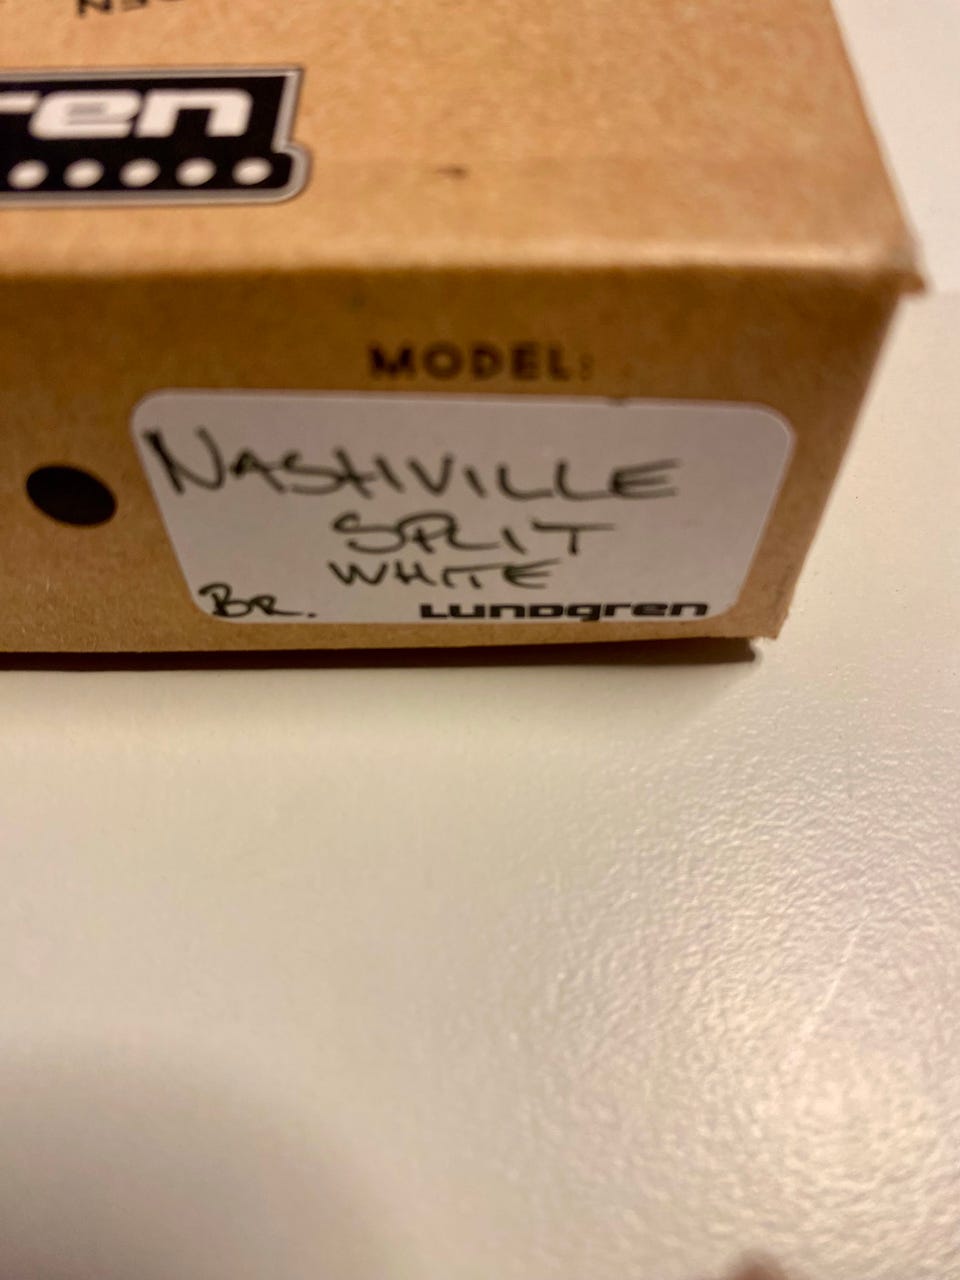 ren
MODEL:
NASHVILLE
SPLIT
WHITE
BR. Lundgren